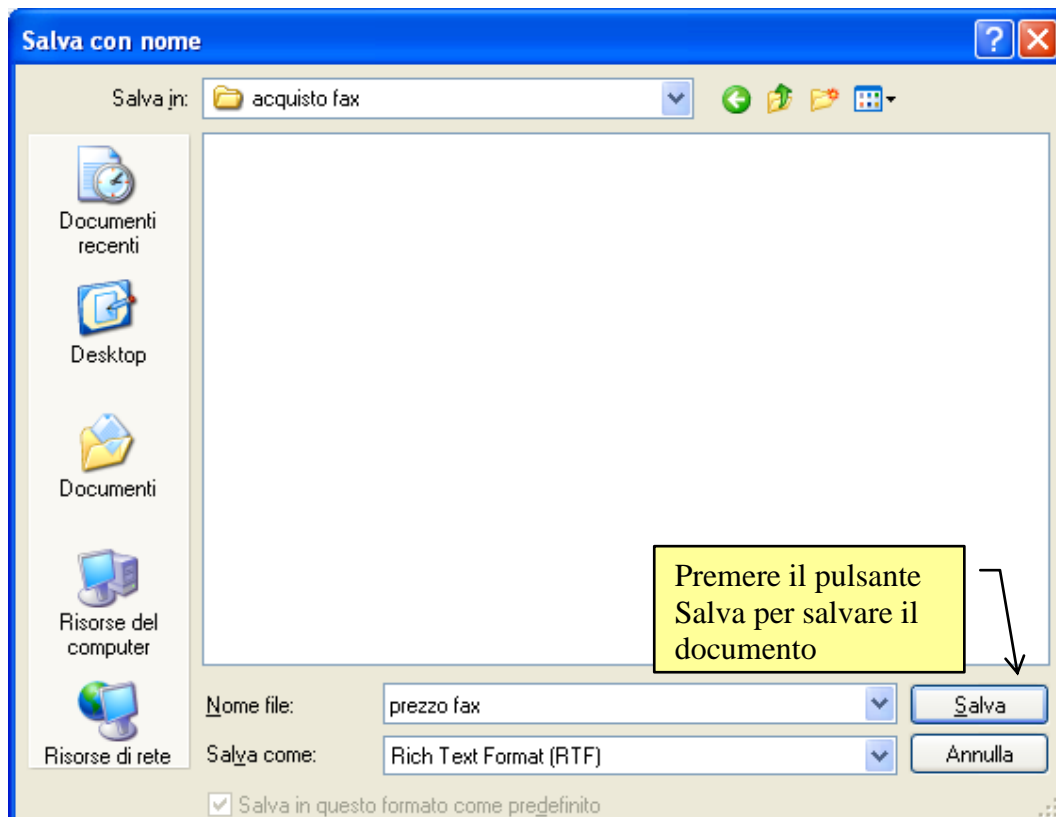 Salva con nome
Salva in: acquisto fax
Documenti
recenti
Desktop
Documenti
Risorse del
computer
Risorse di rete
Premere il pulsante
Salva per salvare il
documento
Nome file: prezzo fax Salva
Salva come: Rich Text Format (RTF) Annulla
Salva in questo formato come predefinito